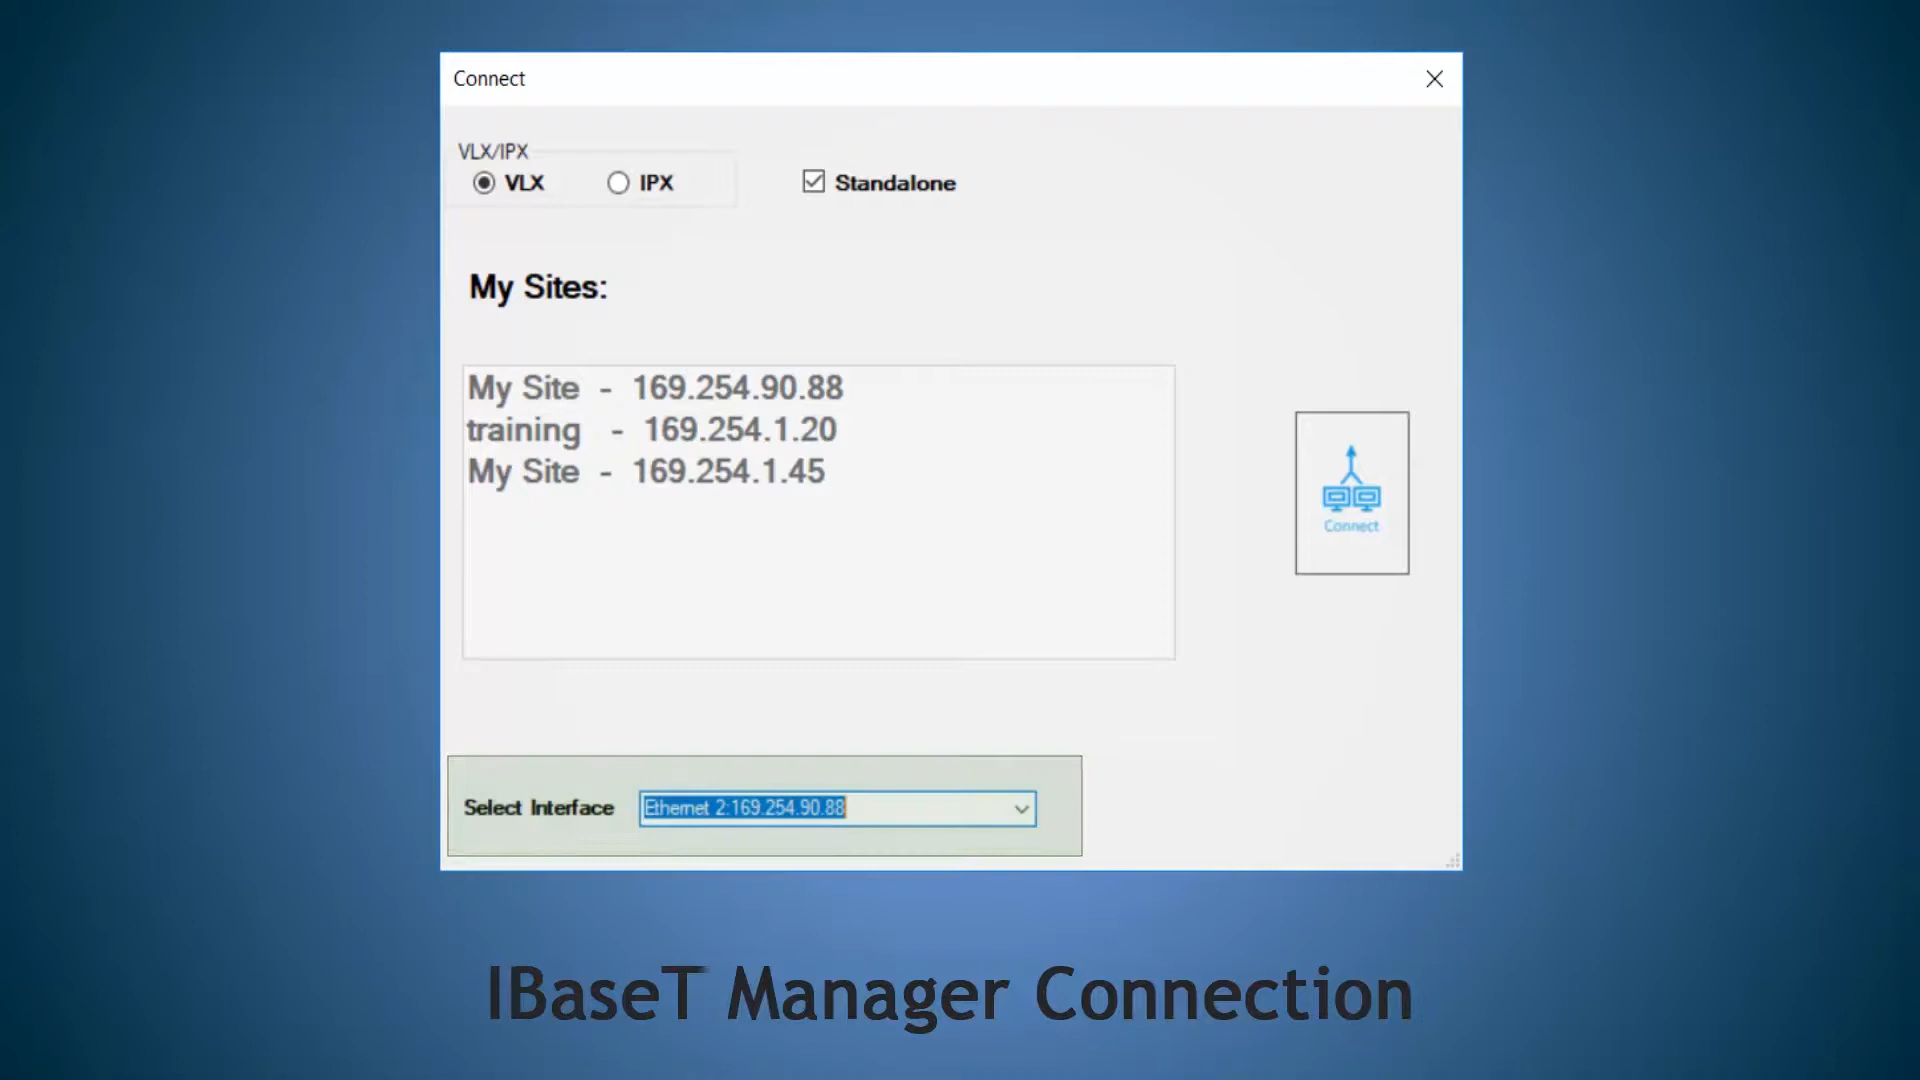 Connect
VLX/IPX
VLX IPX Standalone
My Sites:
My Site - 169.254.90.88
training - 169.254.1.20
My Site - 169.254.1.45
Connect
Select Interface Ethernet 2:169.254.90.88
IBaseT Manager Connection